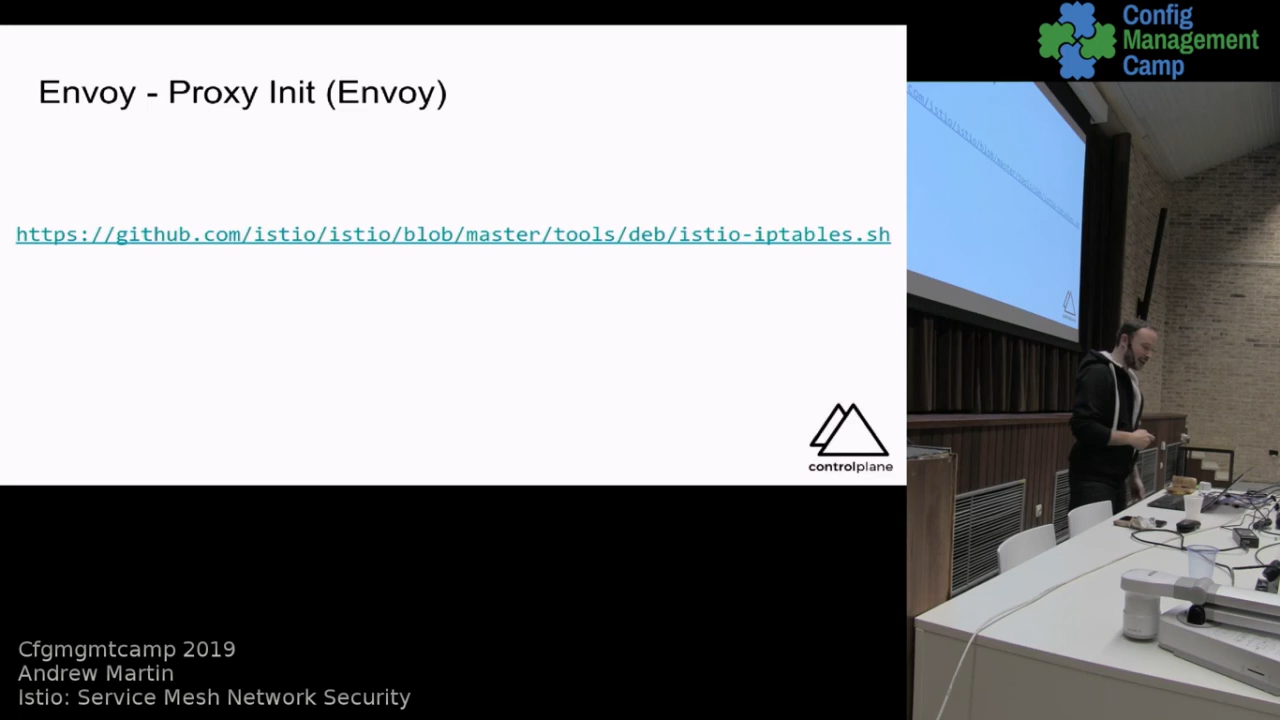 Config
Management
Camp
Envoy - Proxy Init (Envoy)
https://github.com/istio/istio/blob/master/tools/deb/istio-iptables.sh
controlplane
Cfgmgmtcamp 2019
Andrew Martin
Istio: Service Mesh Network Security